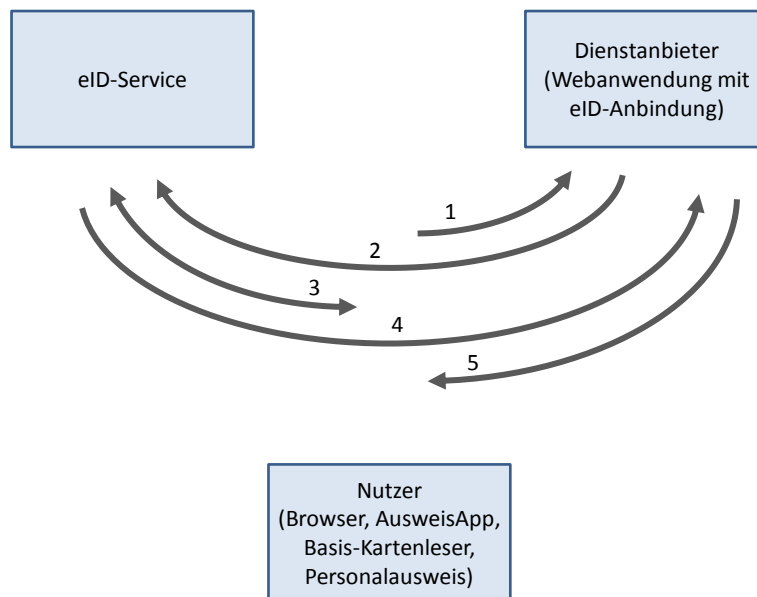 eID-Service
Dienstanbieter
(Webanwendung mit
eID-Anbindung)
1
2
3
4
5
Nutzer
(Browser, AusweisApp,
Basis-Kartenleser,
Personalausweis)